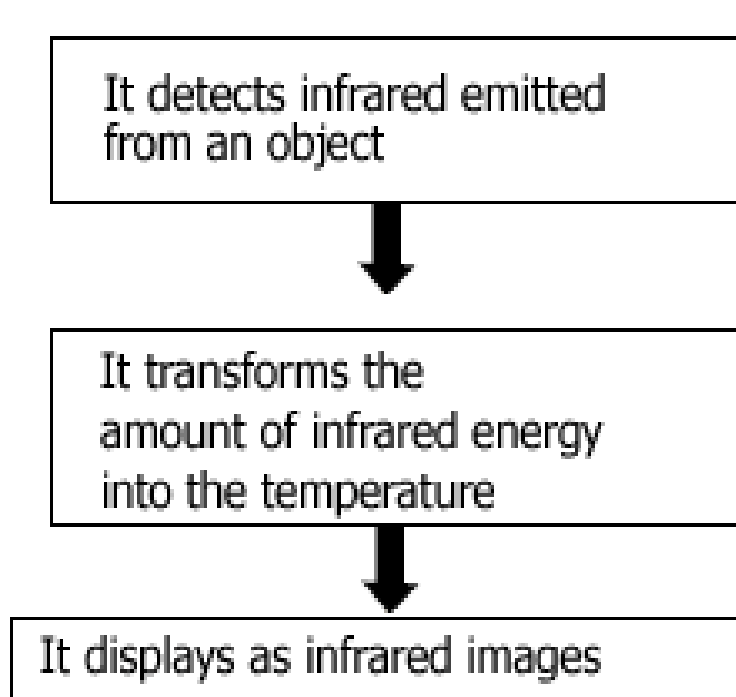 It detects infrared emitted
from an object
It transforms the
amount of infrared energy
into the temperature
It displays as infrared images